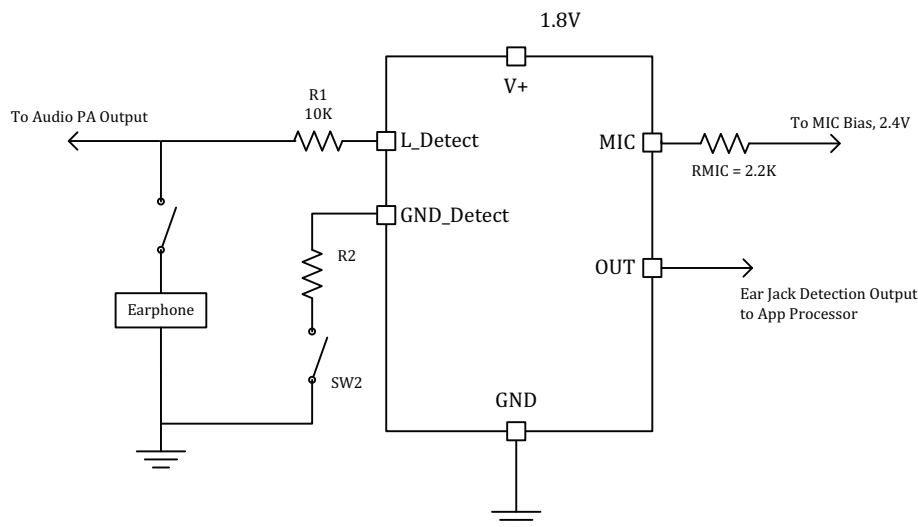 1.8V
V+
R1
10K
To Audio PA Output
L_Detect
MIC
To MIC Bias, 2.4V
RMIC = 2.2K
GND_Detect
R2
OUT
Earphone
Ear Jack Detection Output
to App Processor
SW2
GND